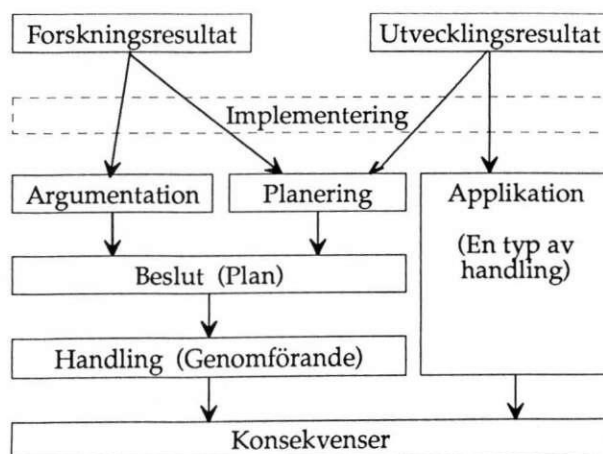 Forskningsresultat
Utvecklingsresultat
Implementering
Argumentation
Planering
Applikation
(En typ av
handling)
Beslut (Plan)
Handling (Genomförande)
Konsekvenser